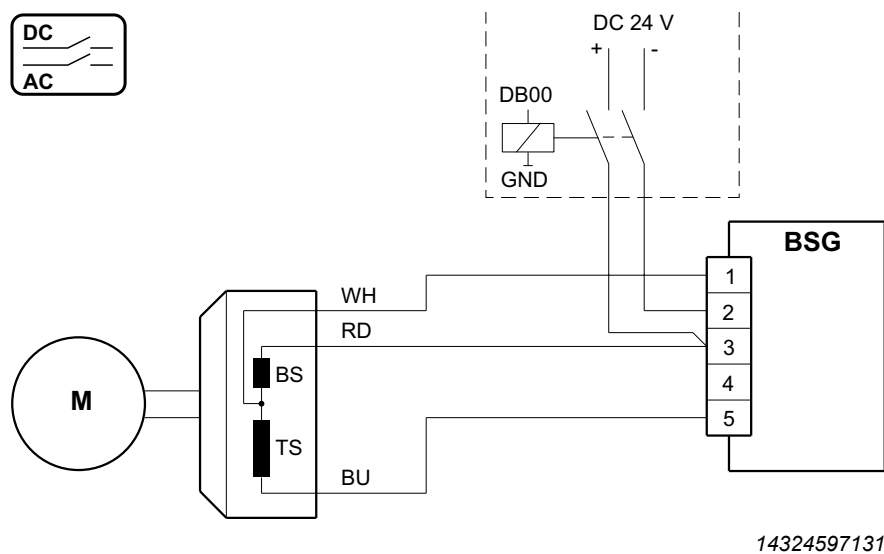 DC
AC
DC 24 V
+ -
DB00
GND
BSG
1
2
3
4
5
WH
RD
BS
TS
BU
M
14324597131